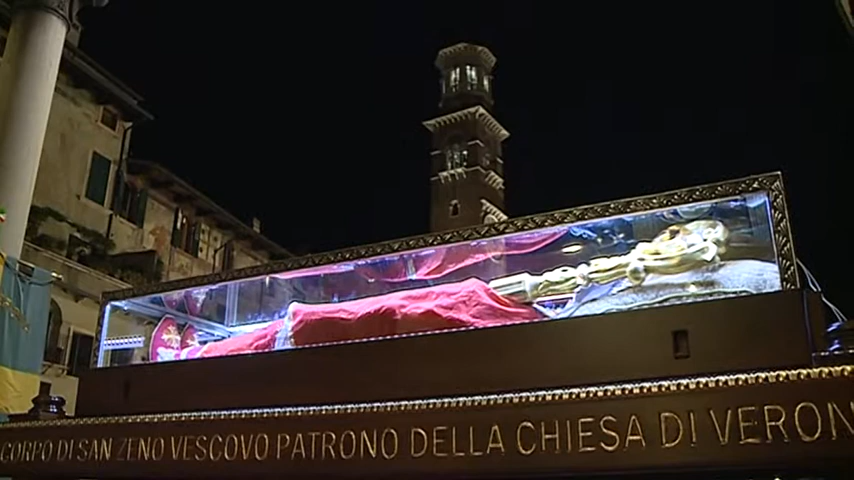 CORPO DI SAN ZENO VESCOVO PATRONO DELLA CHIESA DI VERON